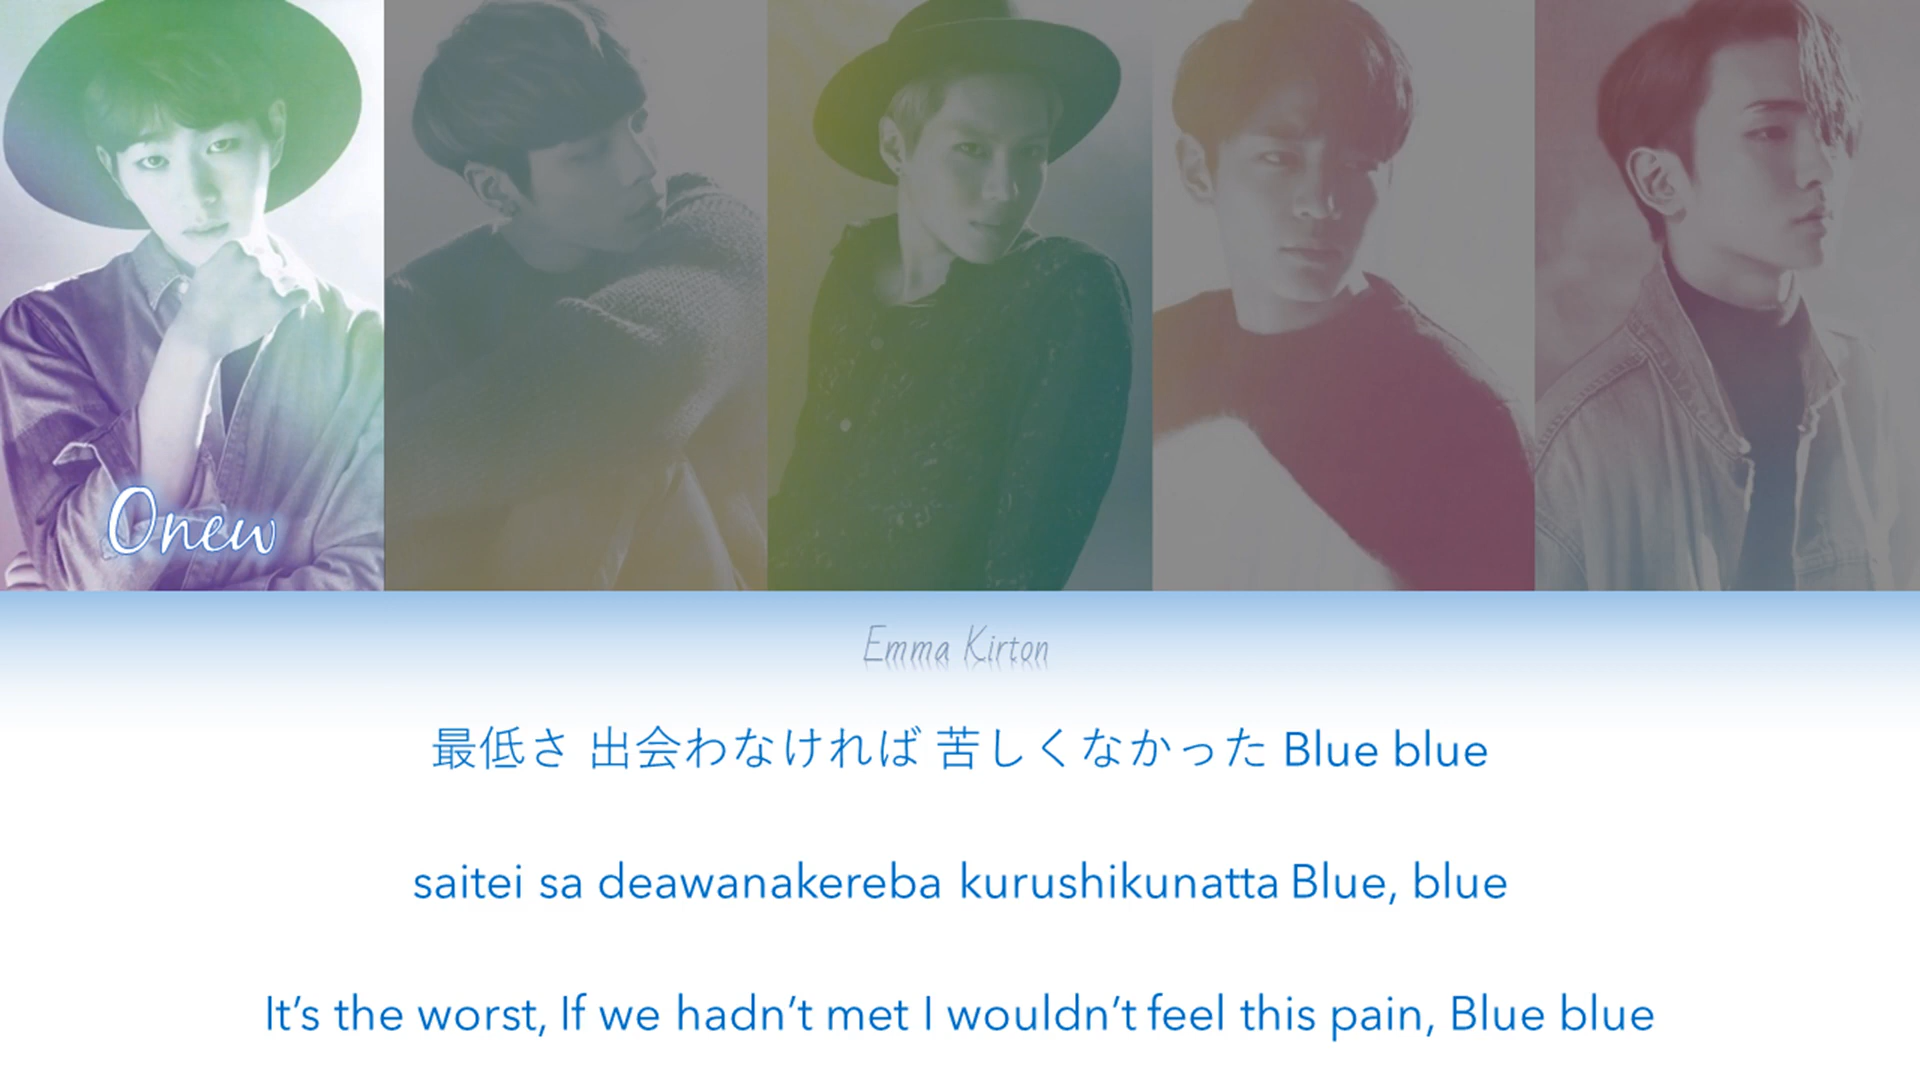 Onew
Emma Kirton
最低さ 出会わなければ 苦しくなかった Blue blue
saitei sa deawanakereba kurushikunatta Blue, blue
It’s the worst, If we hadn’t met I wouldn’t feel this pain, Blue blue